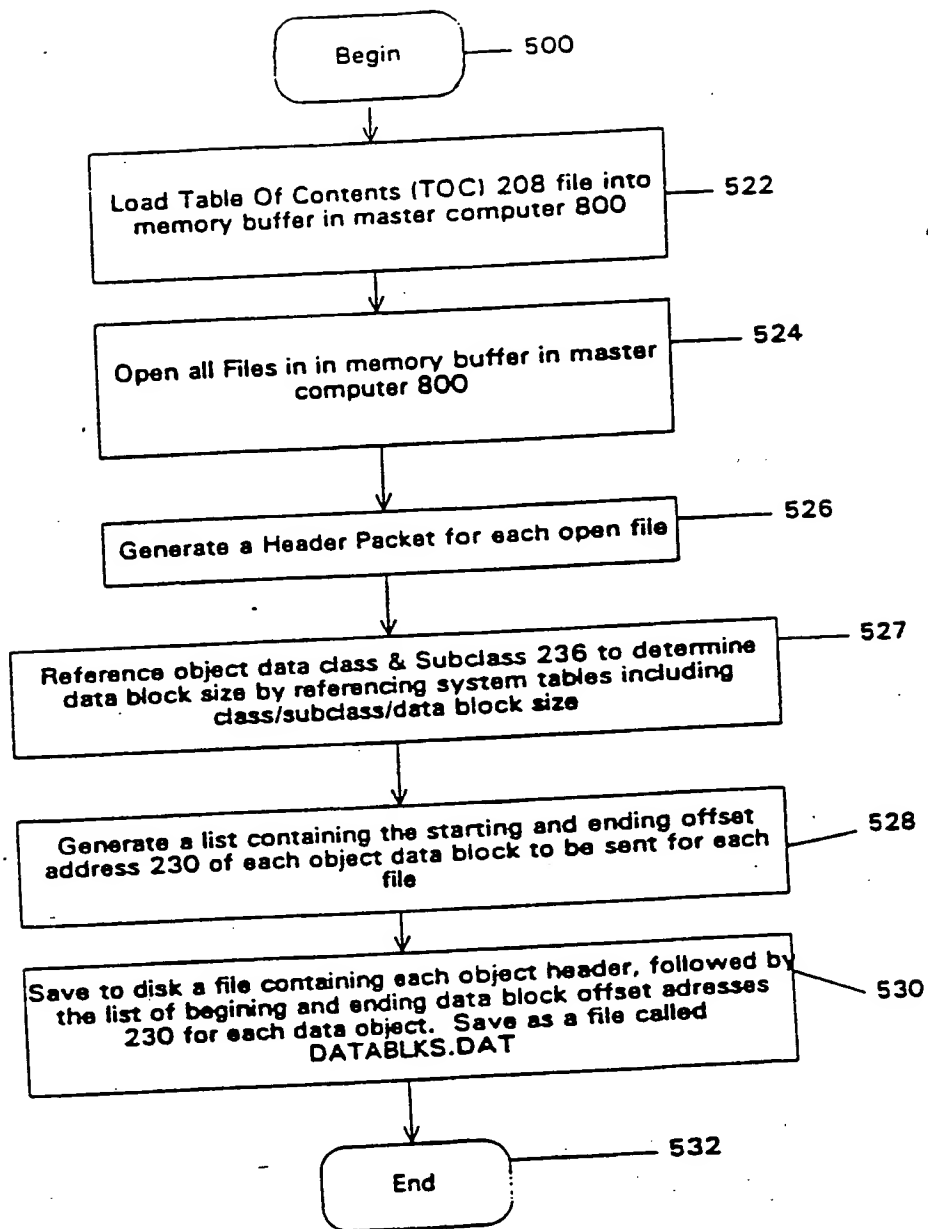 Begin
500
Load Table Of Contents (TOC) 208 file into
memory buffer in master computer 800
522
Open all Files in in memory buffer in master
computer 800
524
Generate a Header Packet for each open file
526
Reference object data class & Subclass 236 to determine
data block size by referencing system tables including
class/subclass/data block size
527
Generate a list containing the starting and ending offset
address 230 of each object data block to be sent for each
file
528
Save to disk a file containing each object header, followed by
the list of begining and ending data block offset adresses
230 for each data object. Save as a file called
DATABLKS.DAT
530
End
532